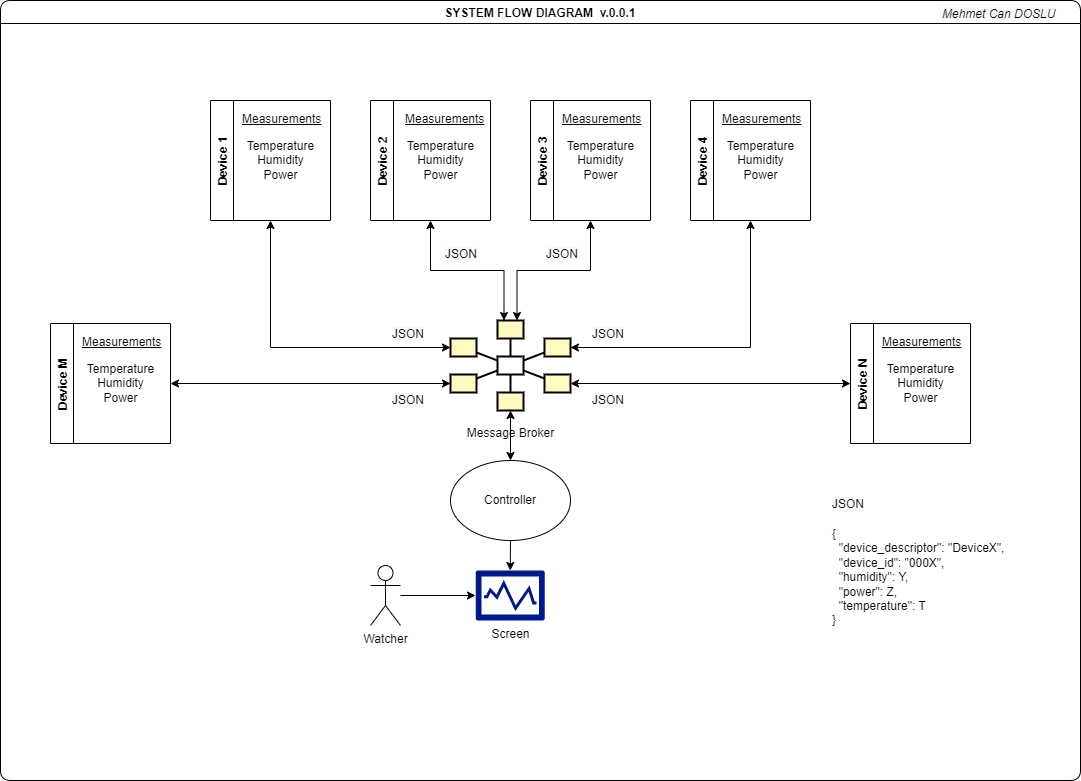 SYSTEM FLOW DIAGRAM v.0.0.1
Mehmet Can DOSLU
Device 1
Measurements
Temperature
Humidity
Power
Device 2
Measurements
Temperature
Humidity
Power
Device 3
Measurements
Temperature
Humidity
Power
Device 4
Measurements
Temperature
Humidity
Power
JSON
JSON
JSON
JSON
Device M
Measurements
Temperature
Humidity
Power
Device N
Measurements
Temperature
Humidity
Power
JSON
JSON
Message Broker
Controller
Screen
Watcher
JSON
{
"device_descriptor": "DeviceX",
"device_id": "000X",
"humidity": Y,
"power": Z,
"temperature": T
}